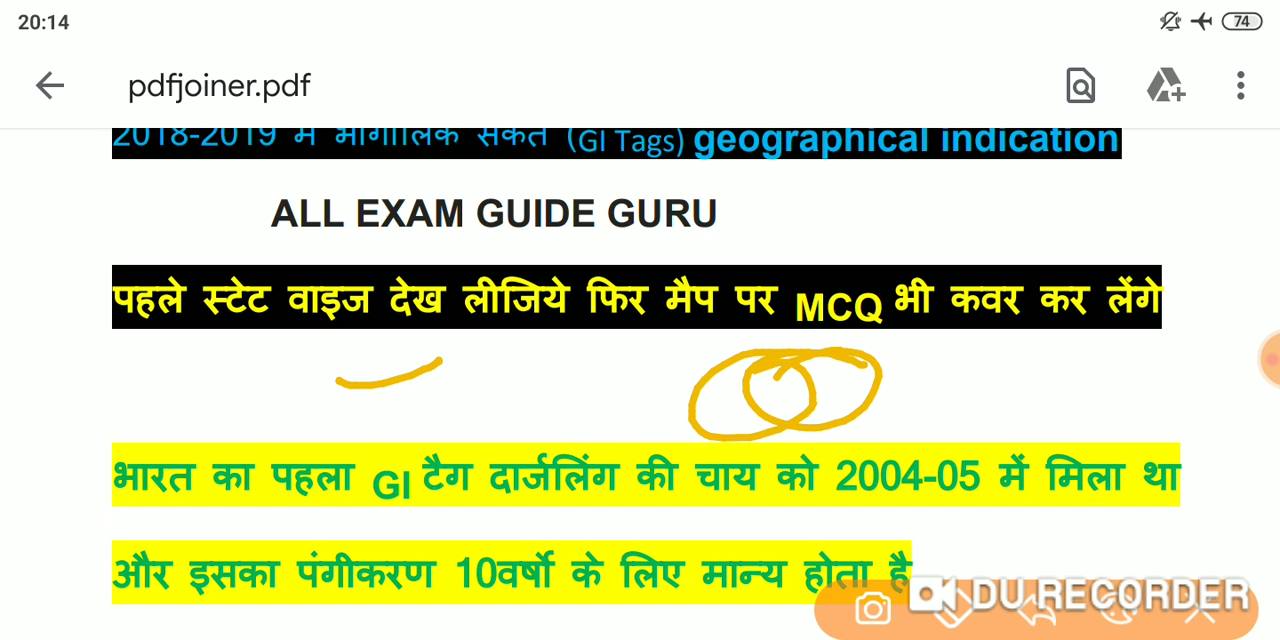 20:14
74
pdfjoiner.pdf
2018-2019 में भौगोलिक संकेत (GI Tags) geographical indication
ALL EXAM GUIDE GURU
पहले स्टेट वाइज देख लीजिये फिर मैप पर MCQ भी कवर कर लेंगे
भारत का पहला GI टैग दार्जलिंग की चाय को 2004-05 में मिला था
और इसका पंगीकरण 10वर्षो के लिए मान्य होता है
DU RECORDER